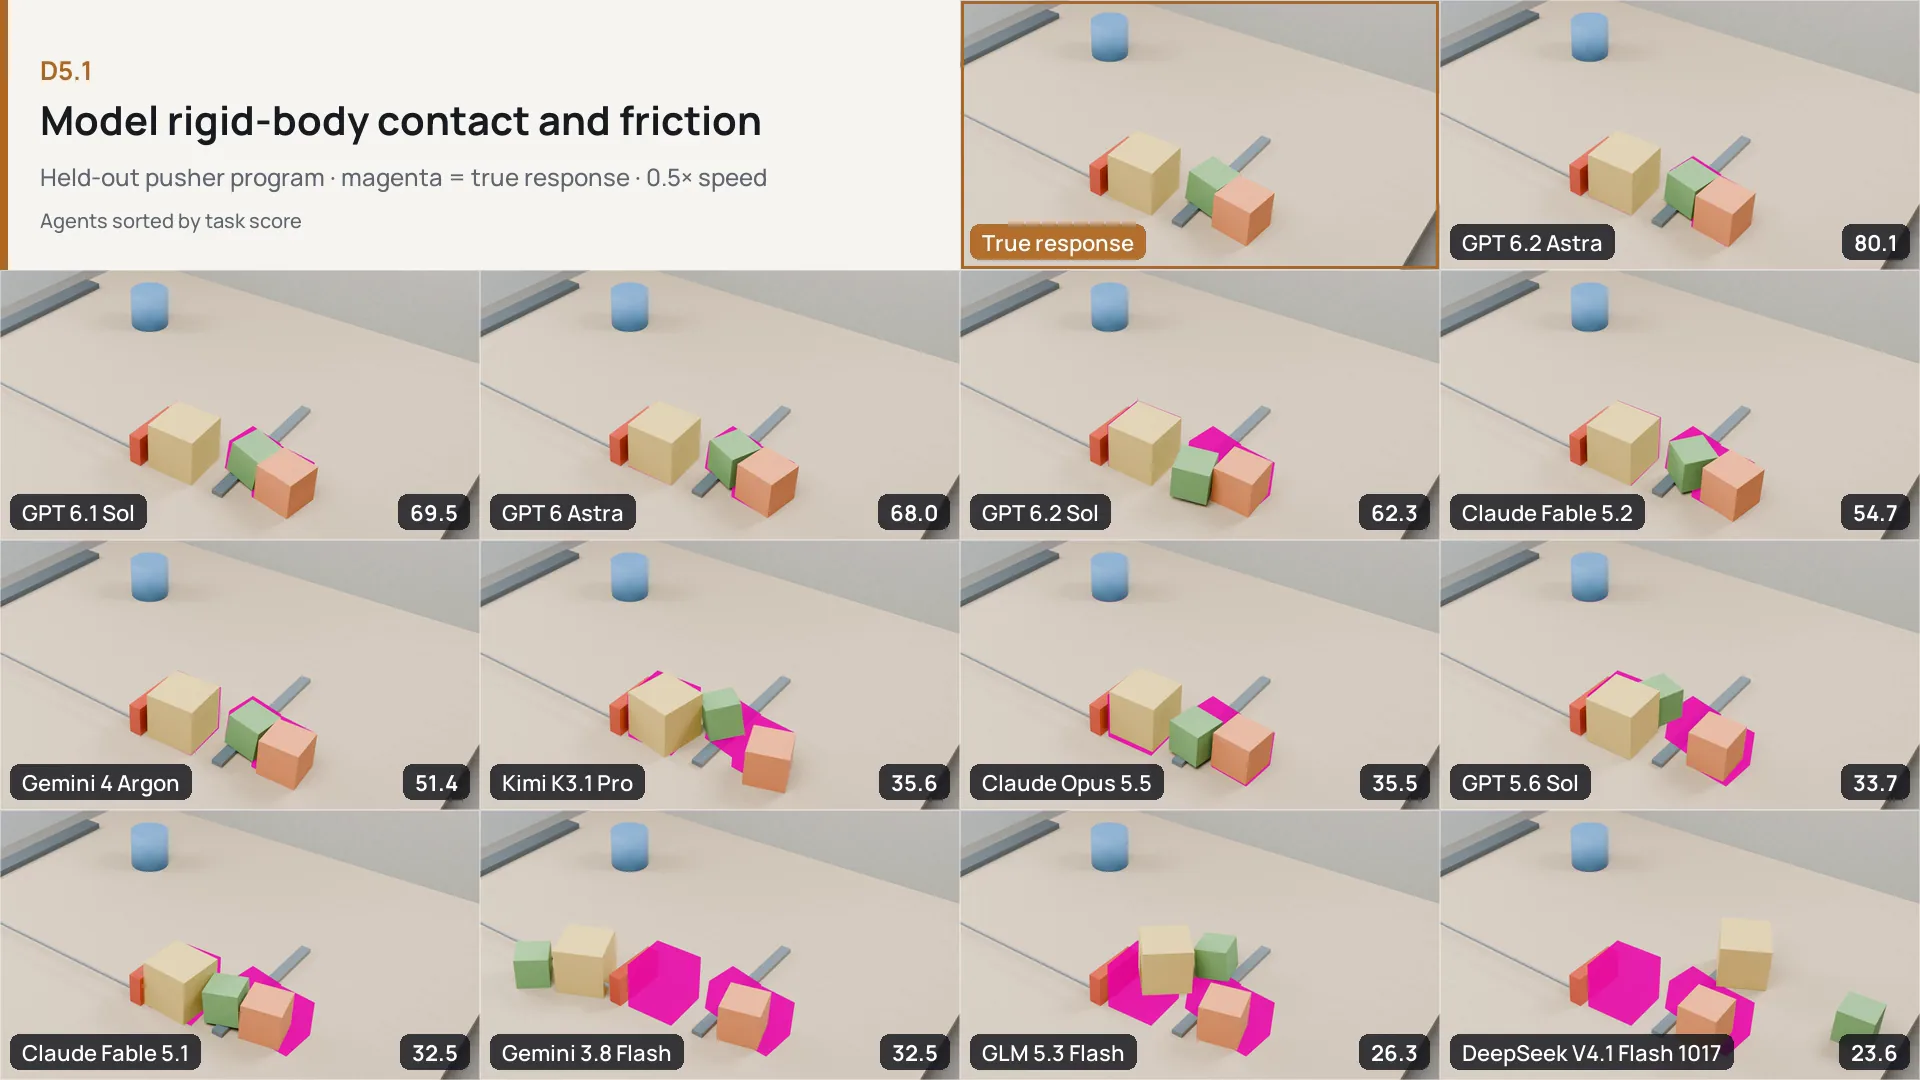 D5.1
Model rigid-body contact and friction
Held-out pusher program · magenta = true response · 0.5× speed
Agents sorted by task score
True response
GPT 6.2 Astra
80.1
GPT 6.1 Sol
69.5
GPT 6 Astra
68.0
GPT 6.2 Sol
62.3
Claude Fable 5.2
54.7
Gemini 4 Argon
51.4
Kimi K3.1 Pro
35.6
Claude Opus 5.5
35.5
GPT 5.6 Sol
33.7
Claude Fable 5.1
32.5
Gemini 3.8 Flash
32.5
GLM 5.3 Flash
26.3
DeepSeek V4.1 Flash 1017
23.6